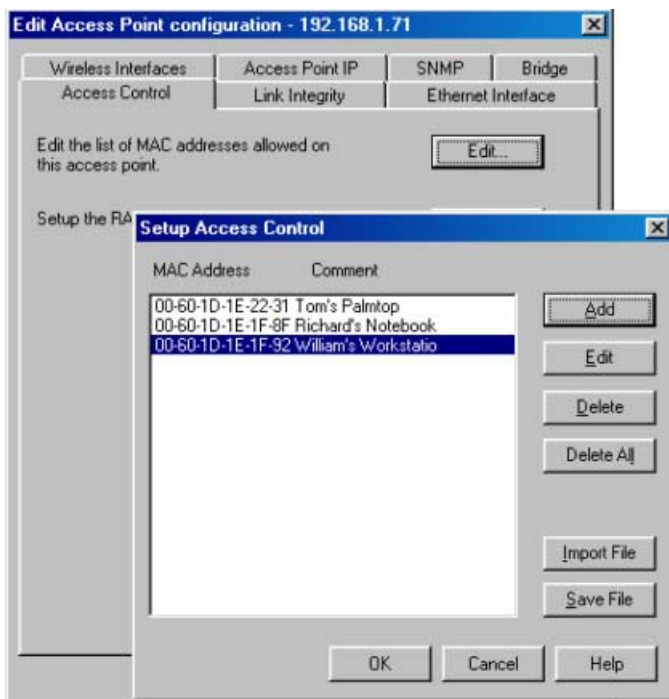 Edit Access Point configuration - 192.168.1.71
Wireless Interfaces Access Point IP SNMP Bridge
Access Control Link Integrity Ethernet Interface
Edit the list of MAC addresses allowed on
this access point.
Edit...
Setup the RA
Setup Access Control
MAC Address Comment
00-60-1D-1E-22-31 Tom's Palmtop
00-60-1D-1E-1F-8F Richard's Notebook
00-60-1D-1E-1F-92 William's Workstatio
Add
Edit
Delete
Delete All
Import File
Save File
OK Cancel Help